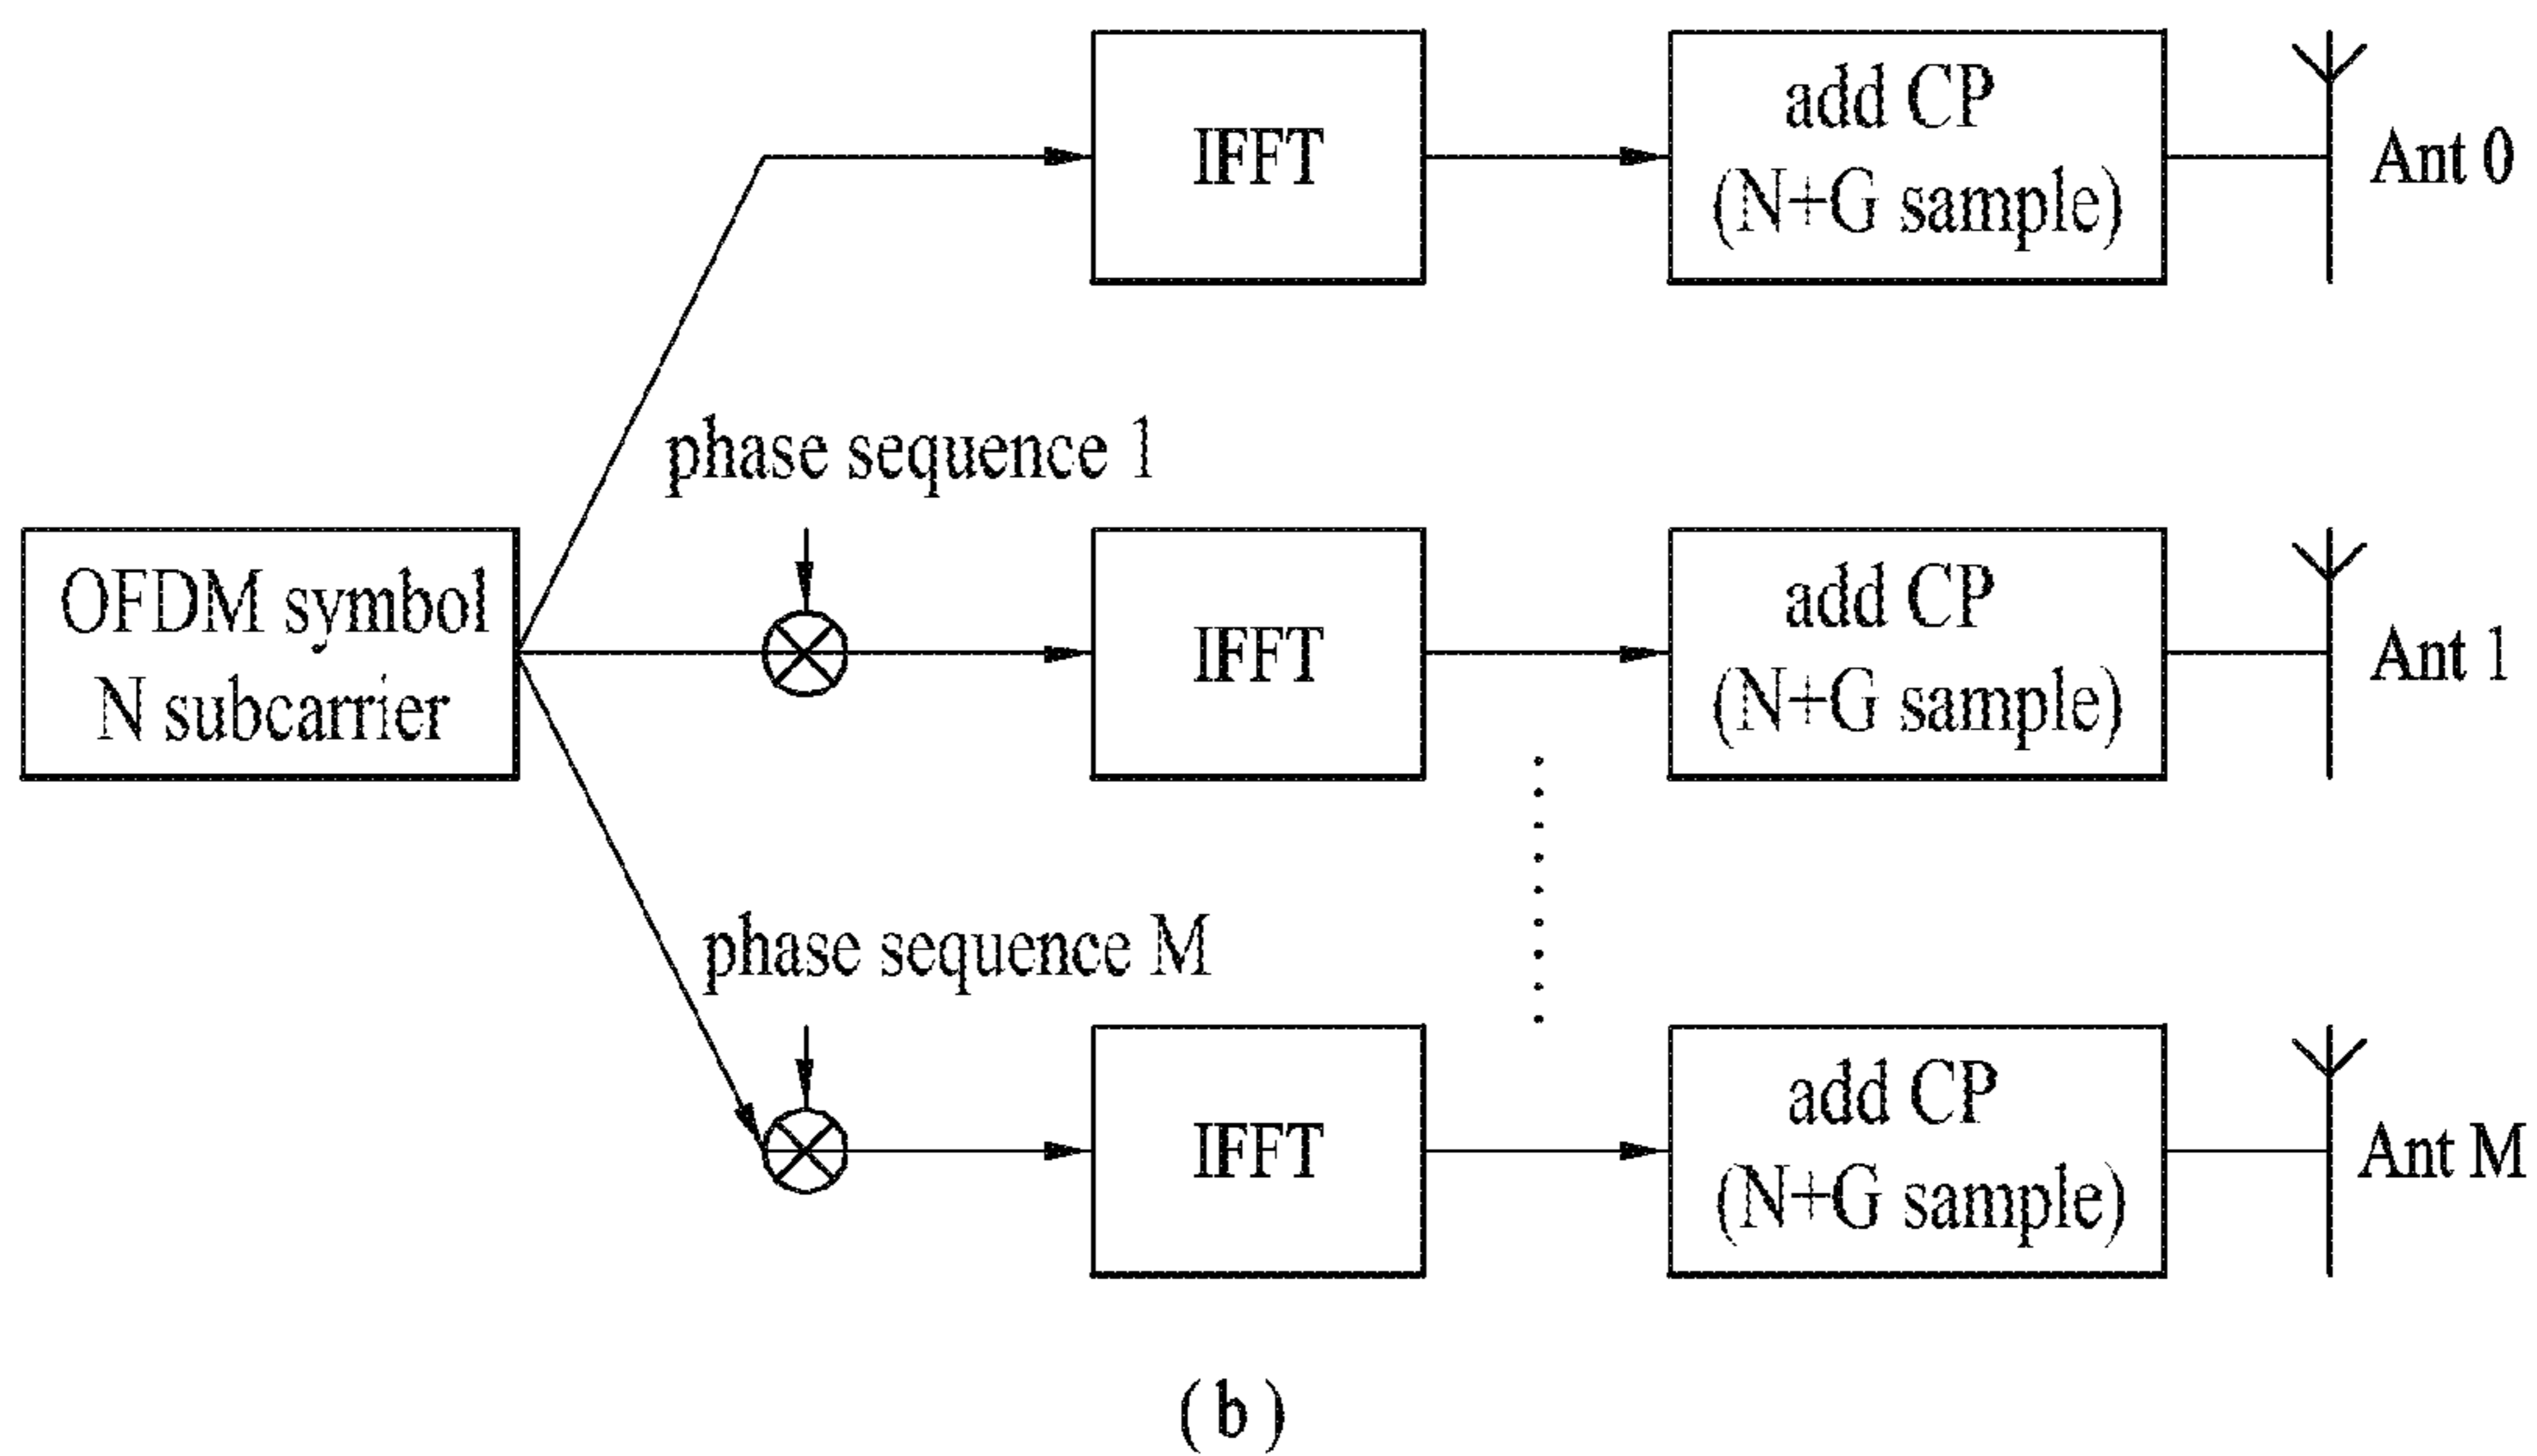 add CP
IFFT
(N+G sample)
Ant 0
phase sequence 1
OFDM symbol
N subcarrier
IFFT
add CP
(N+G sample)
Ant 1
phase sequence M
IFFT
add CP
(N+G sample)
Ant M
( b )